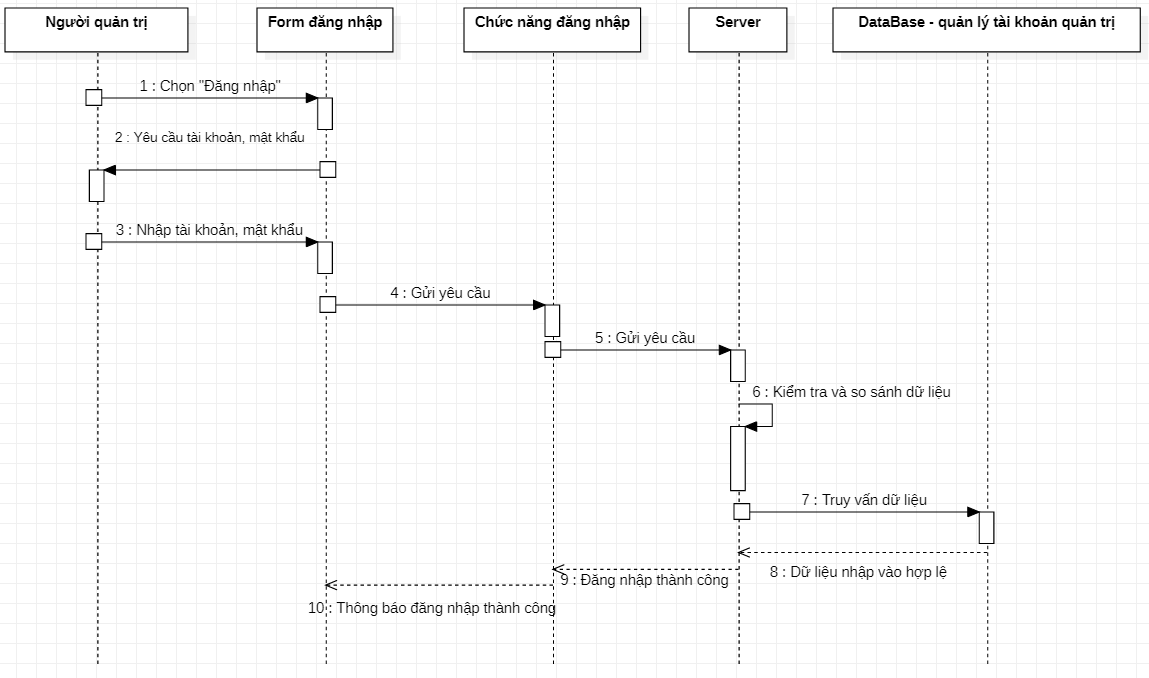 Người quản trị
Form đăng nhập
Chức năng đăng nhập
Server
DataBase - quản lý tài khoản quản trị
1 : Chọn "Đăng nhập"
2 : Yêu cầu tài khoản, mật khẩu
3 : Nhập tài khoản, mật khẩu
4 : Gửi yêu cầu
5 : Gửi yêu cầu
6 : Kiểm tra và so sánh dữ liệu
7 : Truy vấn dữ liệu
8 : Dữ liệu nhập vào hợp lệ
9 : Đăng nhập thành công
10 : Thông báo đăng nhập thành công